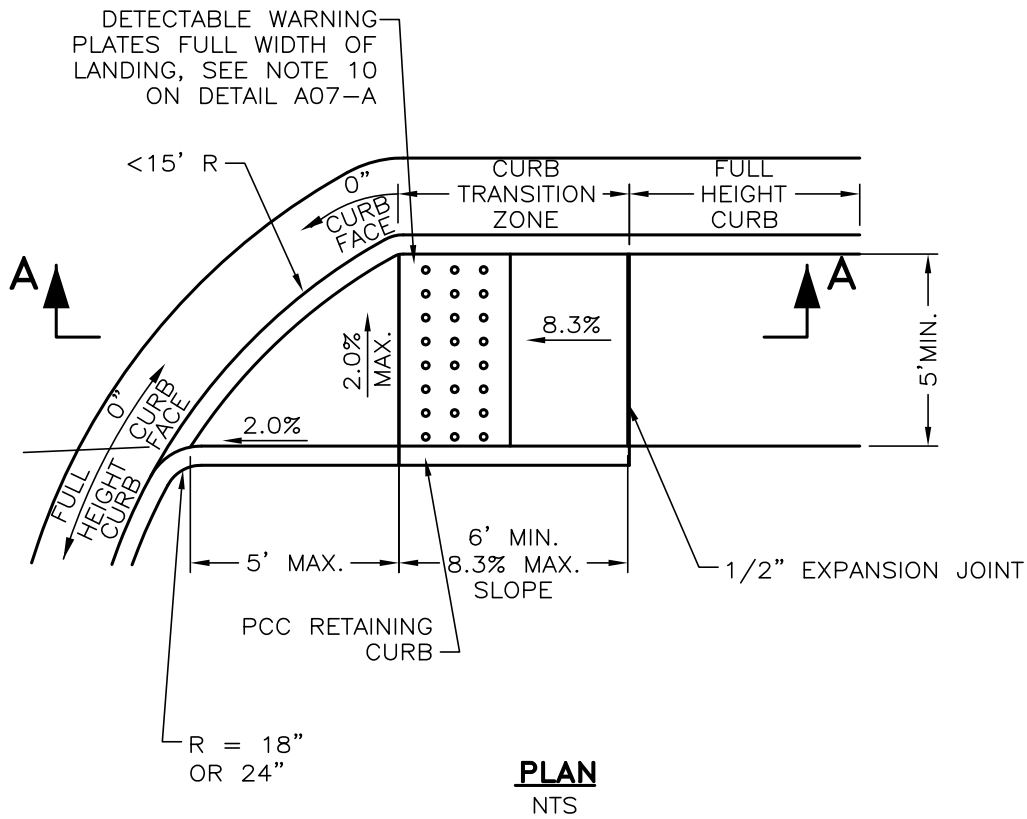 DETECTABLE WARNING
PLATES FULL WIDTH OF
LANDING, SEE NOTE 10
ON DETAIL A07-A
<15' R
0"
CURB
FACE
CURB
TRANSITION
ZONE
FULL
HEIGHT
CURB
A
A
2.0%
MAX.
8.3%
5'MIN.
0"
CURB
FACE
2.0%
FULL
HEIGHT
CURB
5' MAX.
6' MIN.
8.3% MAX.
SLOPE
1/2" EXPANSION JOINT
PCC RETAINING
CURB
R = 18"
OR 24"
PLAN
NTS